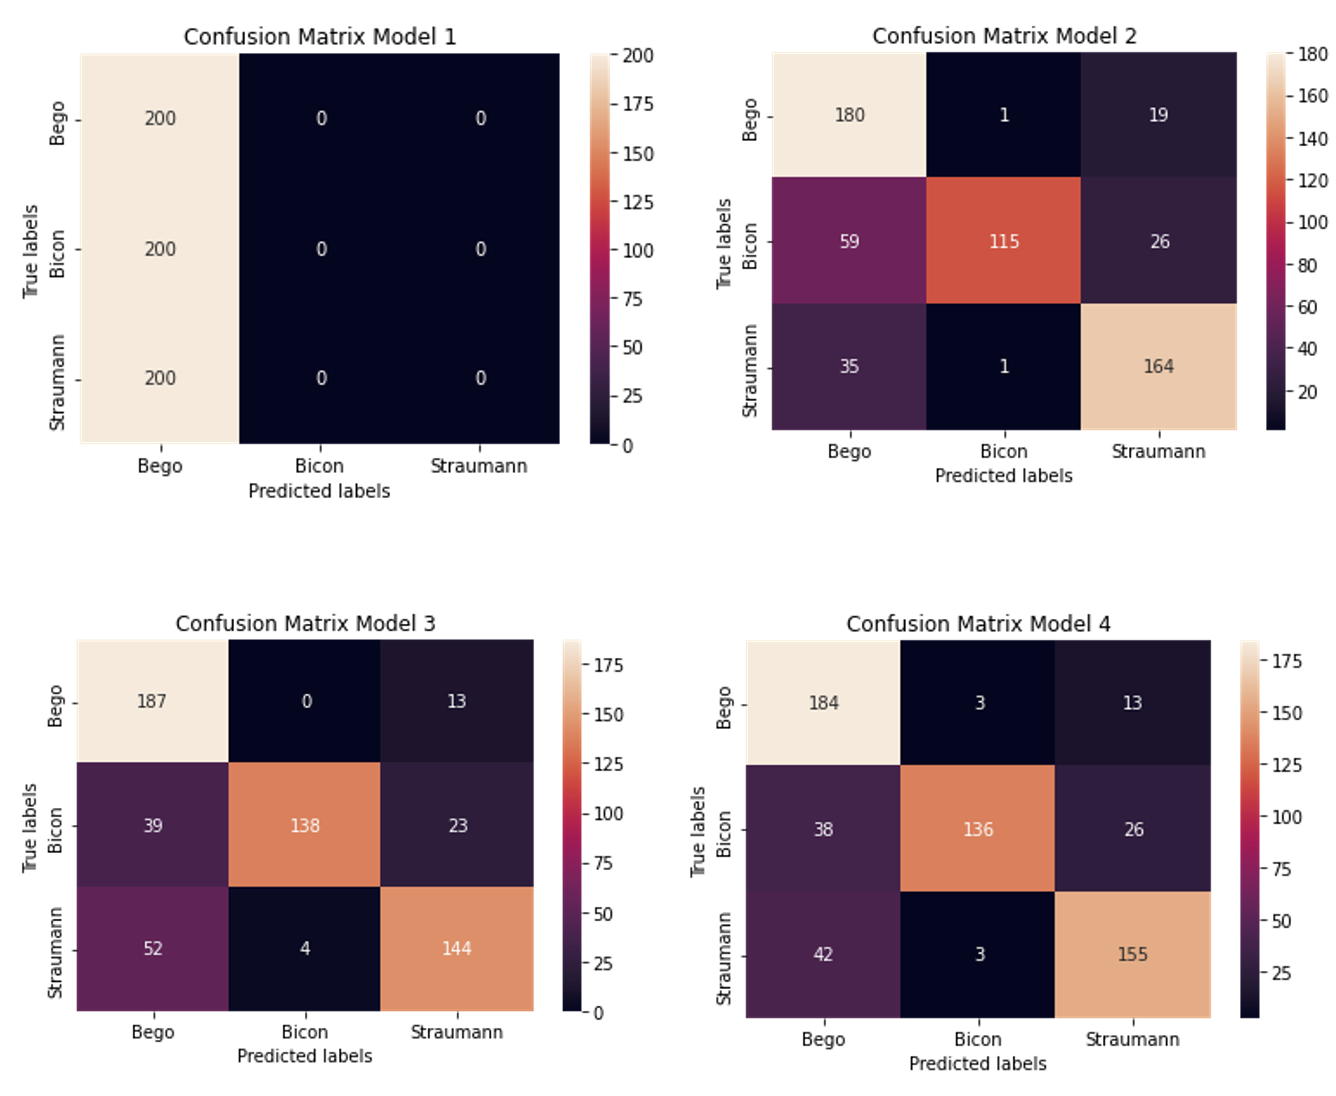 Confusion Matrix Model 1
True labels
Bego
Bicon
Straumann
200 0 0
200 0 0
200 0 0
Bego Bicon Straumann
Predicted labels
200
175
150
125
100
75
50
25
0
Confusion Matrix Model 2
True labels
Bego
Bicon
Straumann
180 1 19
59 115 26
35 1 164
Bego Bicon Straumann
Predicted labels
180
160
140
120
100
80
60
40
20
Confusion Matrix Model 3
True labels
Bego
Bicon
Straumann
187 0 13
39 138 23
52 4 144
Bego Bicon Straumann
Predicted labels
175
150
125
100
75
50
25
0
Confusion Matrix Model 4
True labels
Bego
Bicon
Straumann
184 3 13
38 136 26
42 3 155
Bego Bicon Straumann
Predicted labels
175
150
125
100
75
50
25